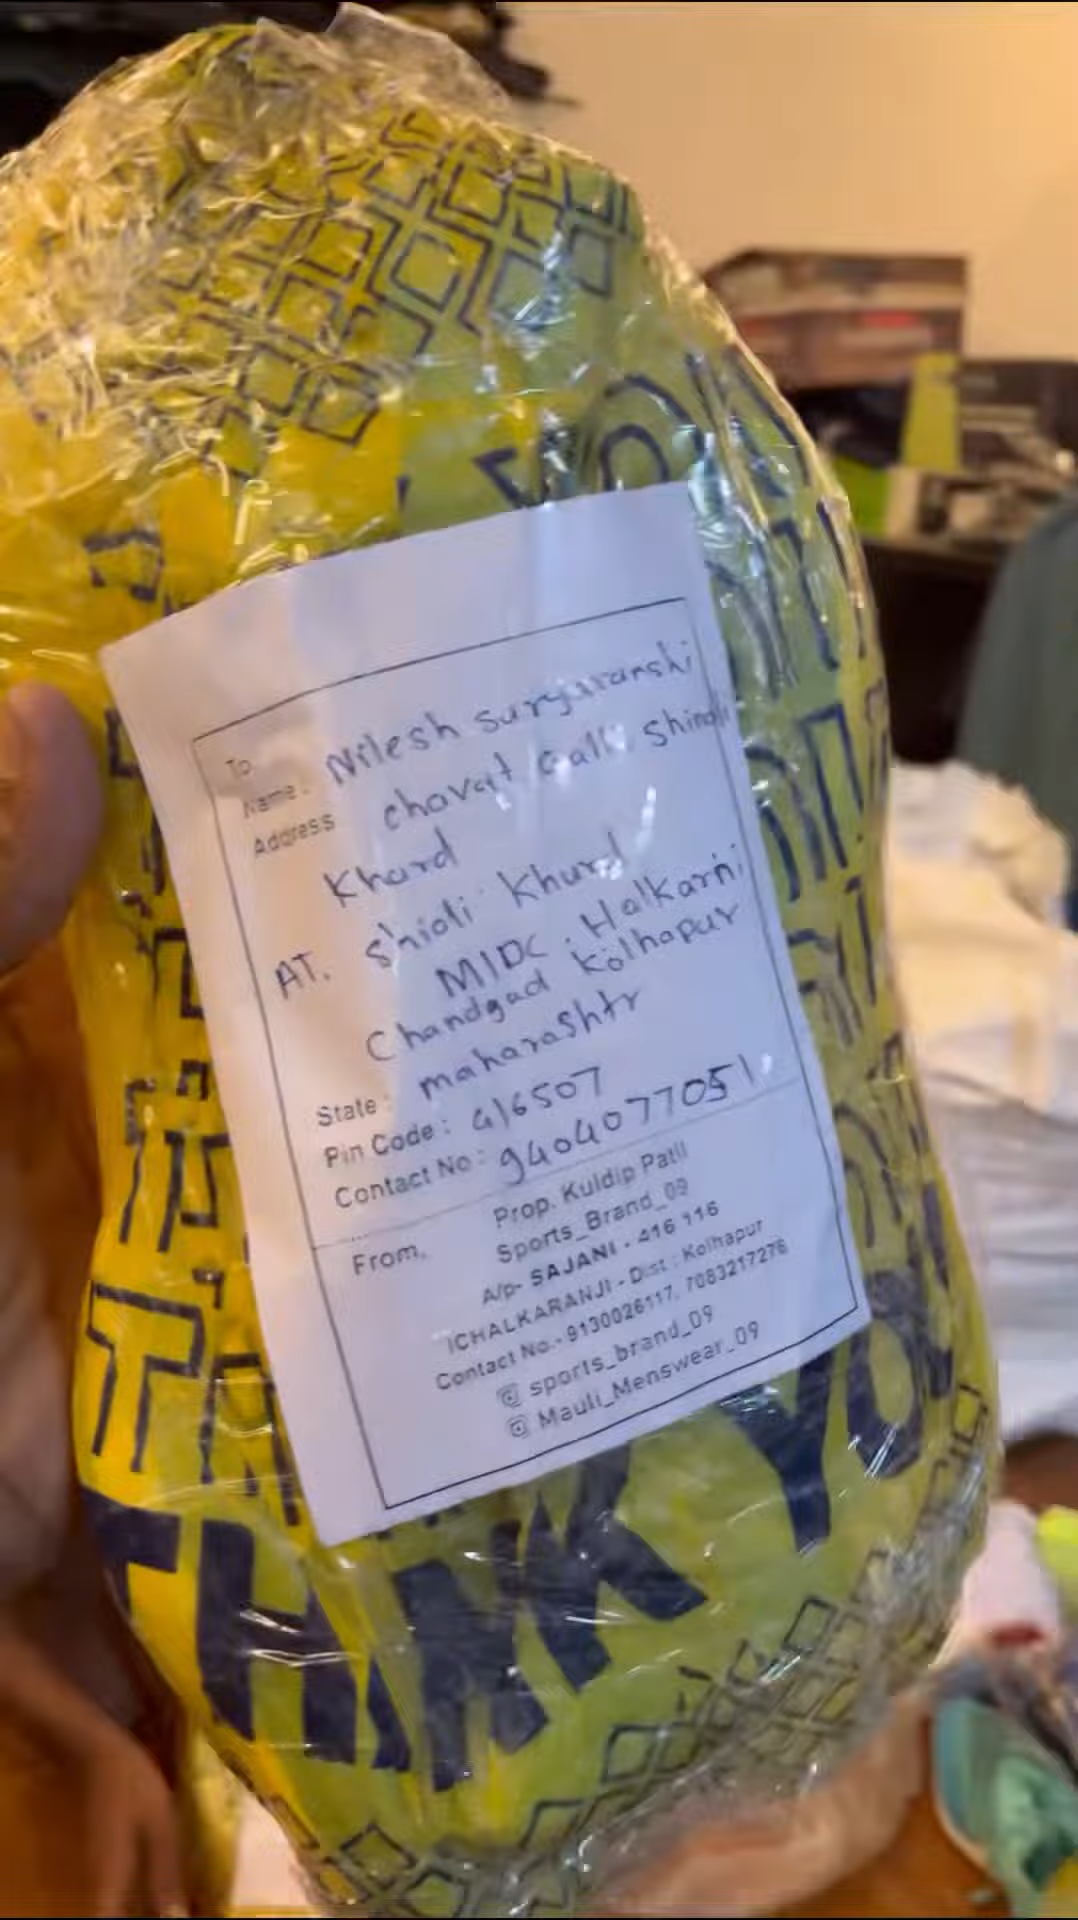 To
Name: Nilesh suryavanshi
Address chavat Galli Shinoli
Khurd
AT. Shioli Khurd
MIDC. Halkarni
Chandgad Kolhapur
State: maharashtr
Pin Code: 416507
Contact No: 9404077051
From, Prop. Kuldip Patil
Sports_Brand_09
A/p- SAJANI - 416 116
ICHALKARANJI - Dist : Kolhapur
Contact No.- 9130026117, 7083217276
sports_brand_09
Mauli_Menswear_09
THANK YOU